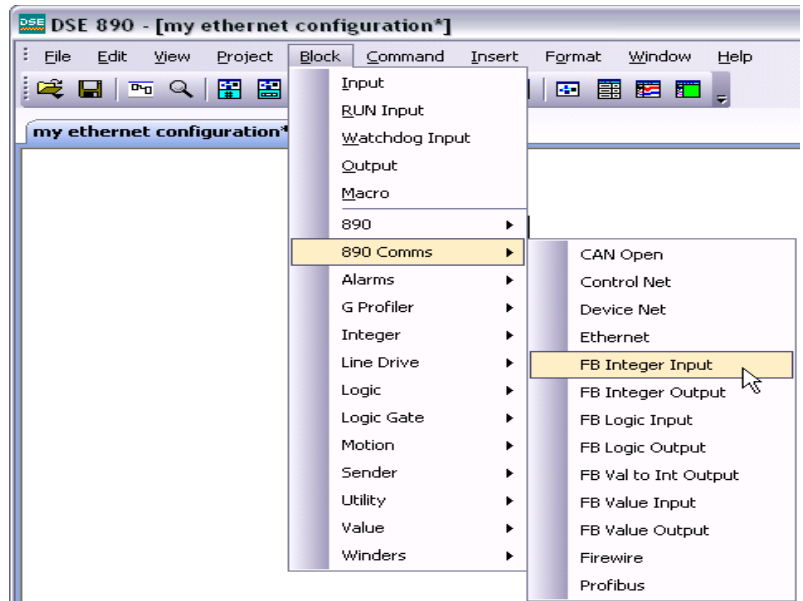 DSE DSE 890 - [my ethernet configuration*]
File Edit View Project Block Command Insert Format Window Help
my ethernet configuration*
Input
RUN Input
Watchdog Input
Output
Macro
890
890 Comms
Alarms
G Profiler
Integer
Line Drive
Logic
Logic Gate
Motion
Sender
Utility
Value
Winders
CAN Open
Control Net
Device Net
Ethernet
FB Integer Input
FB Integer Output
FB Logic Input
FB Logic Output
FB Val to Int Output
FB Value Input
FB Value Output
Firewire
Profibus